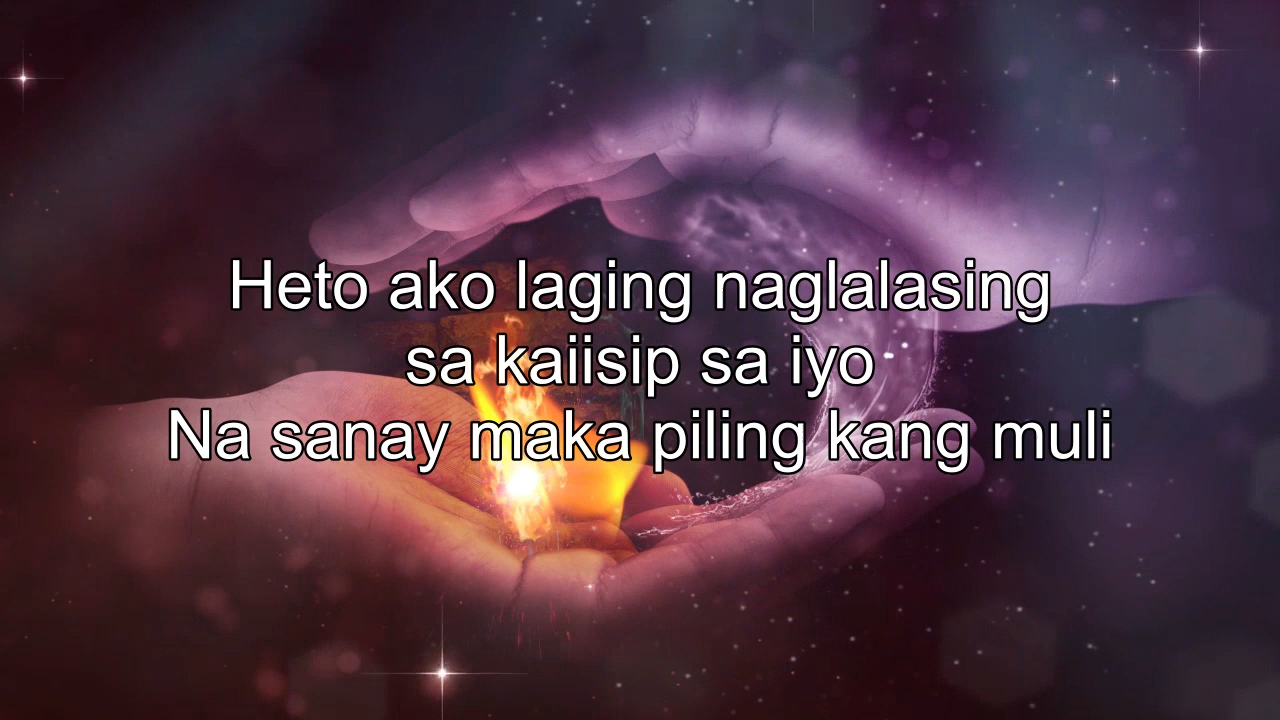 Heto ako laging naglalasing
sa kaiisip sa iyo
Na sanay maka piling kang muli